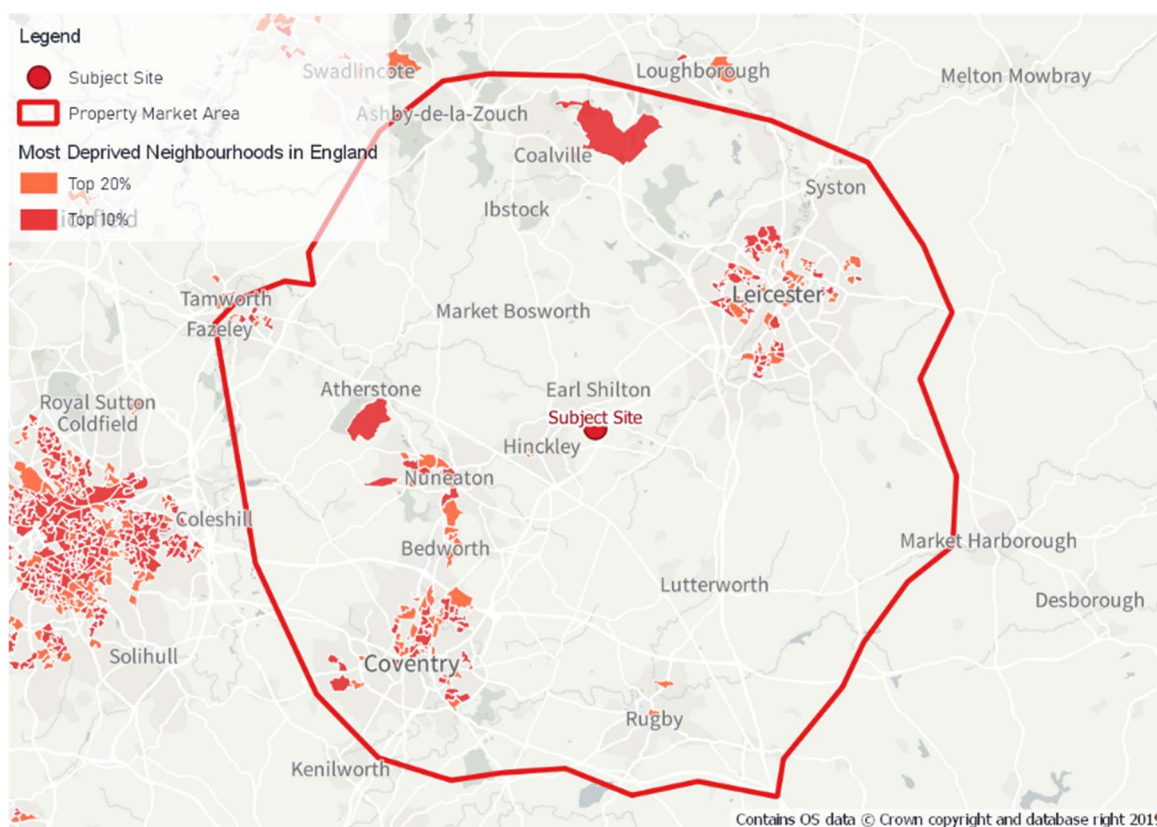 Legend
Subject Site
Property Market Area
Most Deprived Neighbourhoods in England
Top 20%
Top 10%
Swadlincote
Loughborough
Melton Mowbray
Ashby-de-la-Zouch
Coalville
Syston
Ibstock
Leicester
Tamworth
Fazeley
Market Bosworth
Atherstone
Earl Shilton
Royal Sutton
Coldfield
Subject Site
Hinckley
Nuneaton
Coleshill
Bedworth
Market Harborough
Lutterworth
Desborough
Solihull
Coventry
Rugby
Kenilworth
Contains OS data © Crown copyright and database right 2019